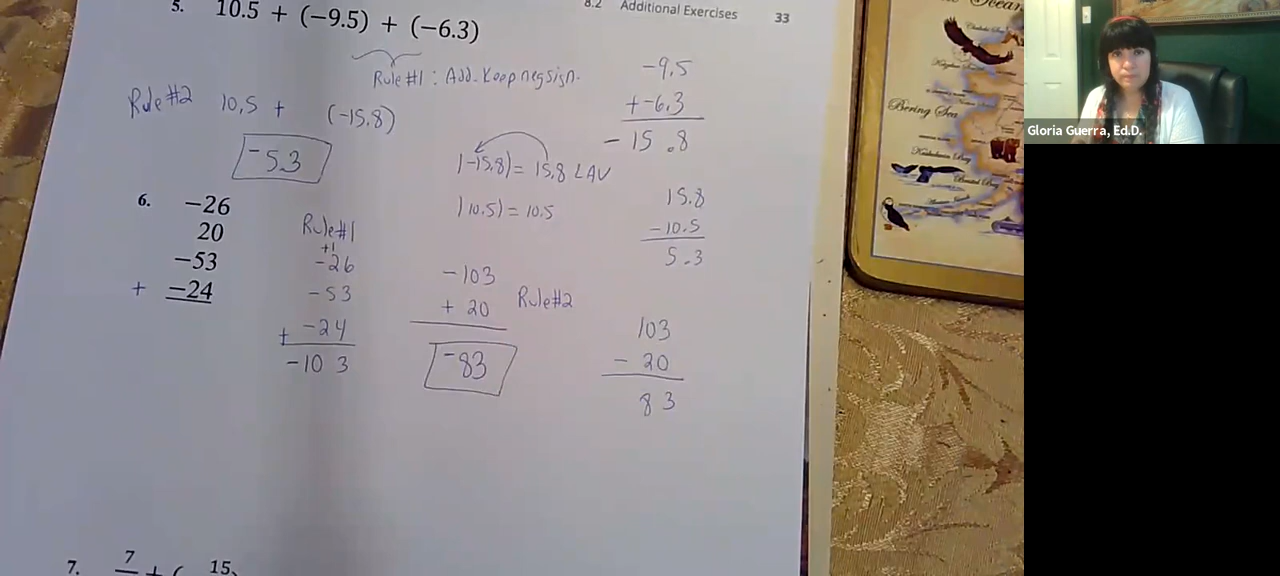 8.2 Additional Exercises 33
5. 10.5 + (−9.5) + (−6.3)
Rule #1 : Add. Keep neg sign.
-9.5
+-6.3
-15.8
Rule #2 10.5 + (-15.8)
-5.3
|-15.8| = 15.8 LAV
|10.5| = 10.5
15.8
-10.5
5.3
6. −26
20
−53
+ −24
Rule #1
+1
-26
-53
+ -24
-103
-103
+ 20 Rule #2
-83
103
- 20
83
7. 7 + ( 15
Bering Sea
Gloria Guerra, Ed.D.